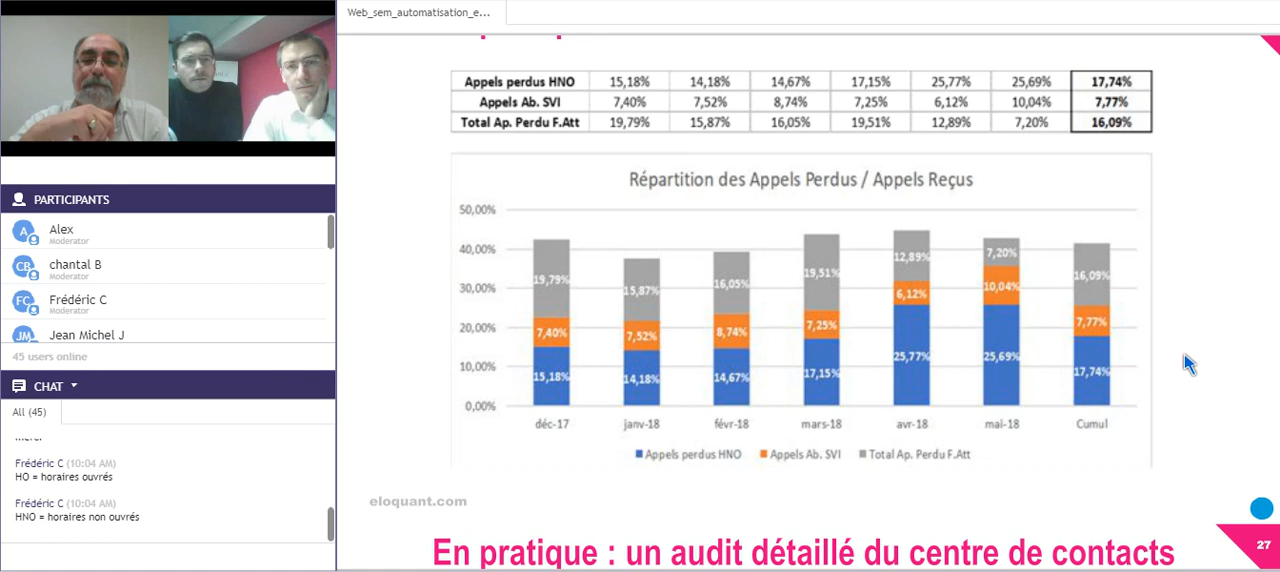 Web_sem_automatisation_e...
PARTICIPANTS
A
Alex
Moderator
CB
chantal B
Moderator
FC
Frédéric C
Moderator
JM
Jean Michel J
45 users online
CHAT
All (45)
Frédéric C (10:04 AM)
HO = horaires ouvrés
Frédéric C (10:04 AM)
HNO = horaires non ouvrés
Appels perdus HNO 15,18% 14,18% 14,67% 17,15% 25,77% 25,69% 17,74%
Appels Ab. SVI 7,40% 7,52% 8,74% 7,25% 6,12% 10,04% 7,77%
Total Ap. Perdu F.Att 19,79% 15,87% 16,05% 19,51% 12,89% 7,20% 16,09%
Répartition des Appels Perdus / Appels Reçus
50,00%
40,00%
30,00%
20,00%
10,00%
0,00%
19,79% 15,87% 16,05% 19,51% 12,89% 7,20% 16,09%
7,40% 7,52% 8,74% 7,25% 6,12% 10,04% 7,77%
15,18% 14,18% 14,67% 17,15% 25,77% 25,69% 17,74%
déc-17 janv-18 févr-18 mars-18 avr-18 mai-18 Cumul
Appels perdus HNO Appels Ab. SVI Total Ap. Perdu F.Att
eloquant.com
En pratique : un audit détaillé du centre de contacts
27